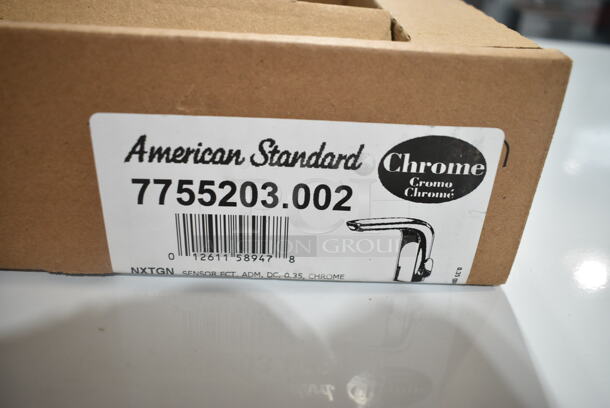 American Standard
Chrome
Cromo
Chromé
7755203.002
0 12611 58947 8
NXTGN SENSOR FCT, ADM, DC, 0.35, CHROME
GROUP